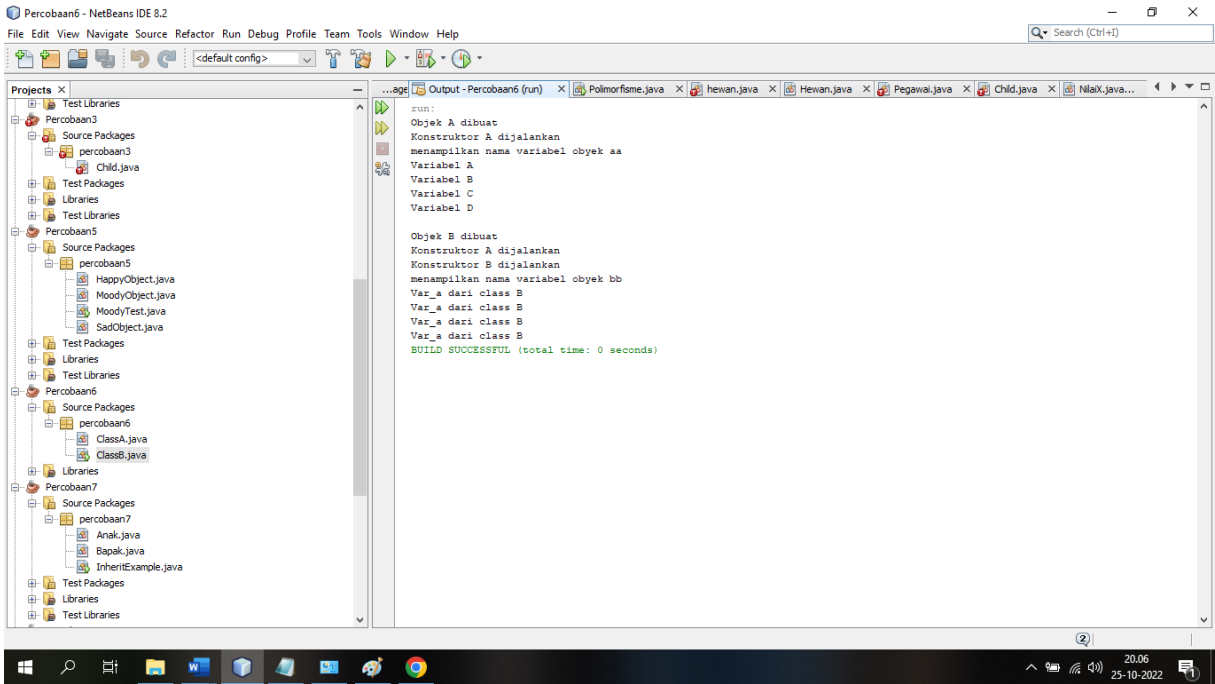 Percobaan6 - NetBeans IDE 8.2
File Edit View Navigate Source Refactor Run Debug Profile Team Tools Window Help
Search (Ctrl+I)
<default config>
Projects
...age Output - Percobaan6 (run) Polimorfisme.java hewan.java Hewan.java Pegawai.java Child.java NilaiX.java...
Test Libraries
Percobaan3
Source Packages
percobaan3
Child.java
Test Packages
Libraries
Test Libraries
Percobaan5
Source Packages
percobaan5
HappyObject.java
MoodyObject.java
MoodyTest.java
SadObject.java
Test Packages
Libraries
Test Libraries
Percobaan6
Source Packages
percobaan6
ClassA.java
ClassB.java
Libraries
Percobaan7
Source Packages
percobaan7
Anak.java
Bapak.java
InheritExample.java
Test Packages
Libraries
Test Libraries
run:
Objek A dibuat
Konstruktor A dijalankan
menampilkan nama variabel obyek aa
Variabel A
Variabel B
Variabel C
Variabel D
Objek B dibuat
Konstruktor A dijalankan
Konstruktor B dijalankan
menampilkan nama variabel obyek bb
Var_a dari class B
Var_a dari class B
Var_a dari class B
Var_a dari class B
BUILD SUCCESSFUL (total time: 0 seconds)
2
20.06
25-10-2022
1